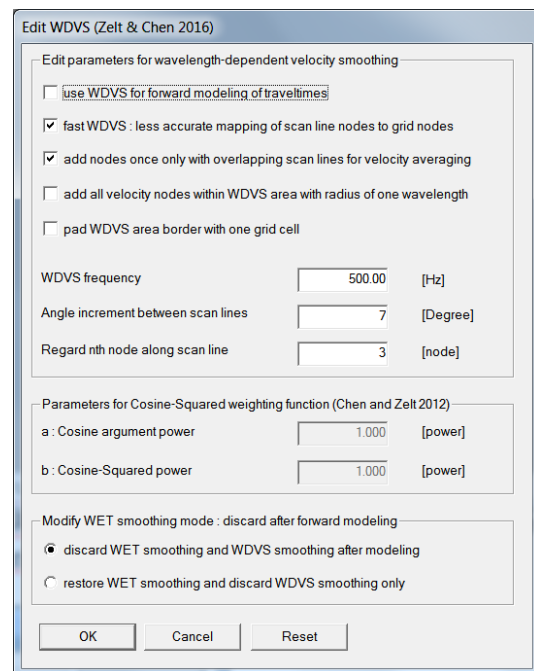 Edit WDVS (Zelt & Chen 2016)
Edit parameters for wavelength-dependent velocity smoothing
use WDVS for forward modeling of traveltimes
fast WDVS : less accurate mapping of scan line nodes to grid nodes
add nodes once only with overlapping scan lines for velocity averaging
add all velocity nodes within WDVS area with radius of one wavelength
pad WDVS area border with one grid cell
WDVS frequency 500.00 [Hz]
Angle increment between scan lines 7 [Degree]
Regard nth node along scan line 3 [node]
Parameters for Cosine-Squared weighting function (Chen and Zelt 2012)
a : Cosine argument power 1.000 [power]
b : Cosine-Squared power 1.000 [power]
Modify WET smoothing mode : discard after forward modeling
discard WET smoothing and WDVS smoothing after modeling
restore WET smoothing and discard WDVS smoothing only
OK Cancel Reset